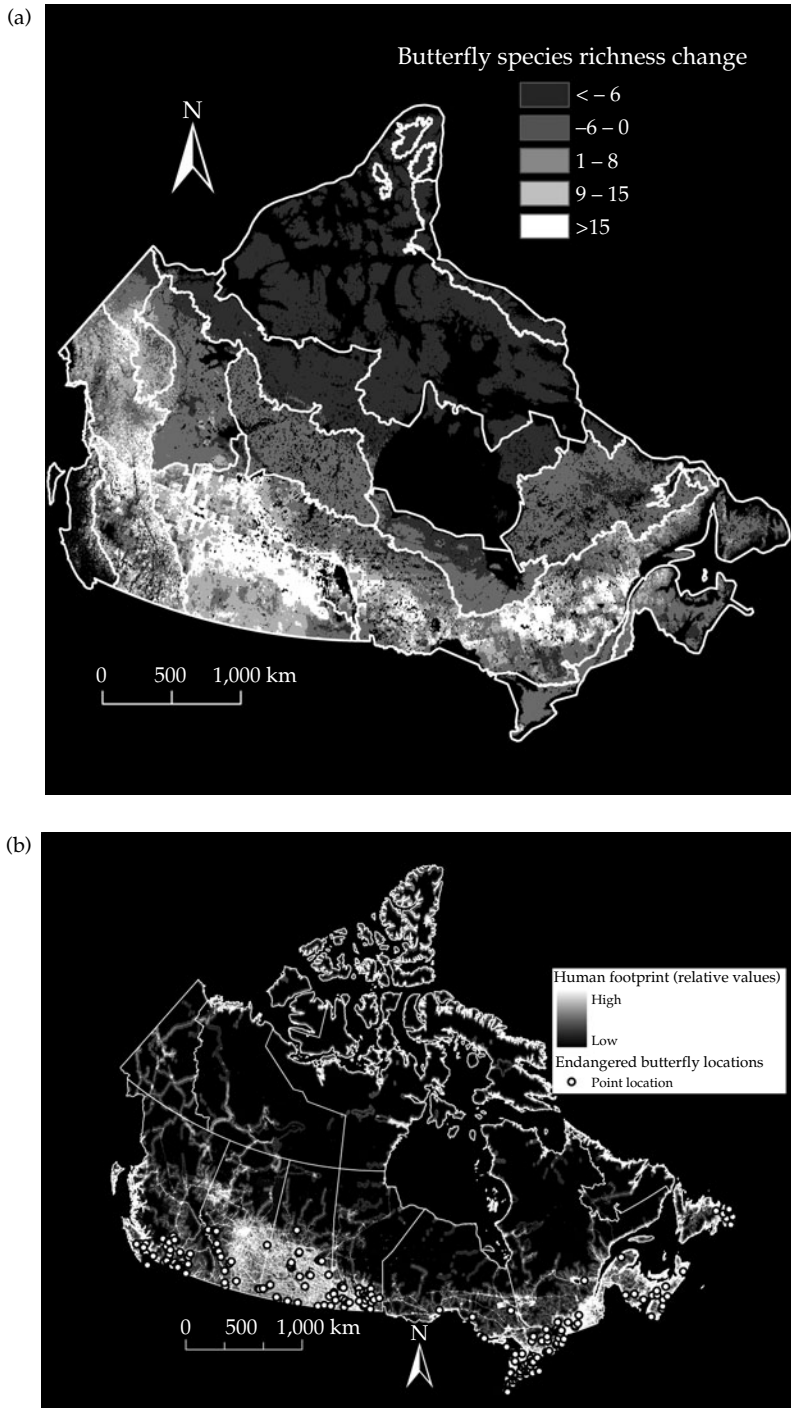 (a)
Butterfly species richness change
N
< – 6
–6 – 0
1 – 8
9 – 15
>15
0 500 1,000 km
(b)
Human footprint (relative values)
High
Low
Endangered butterfly locations
Point location
0 500 1,000 km
N